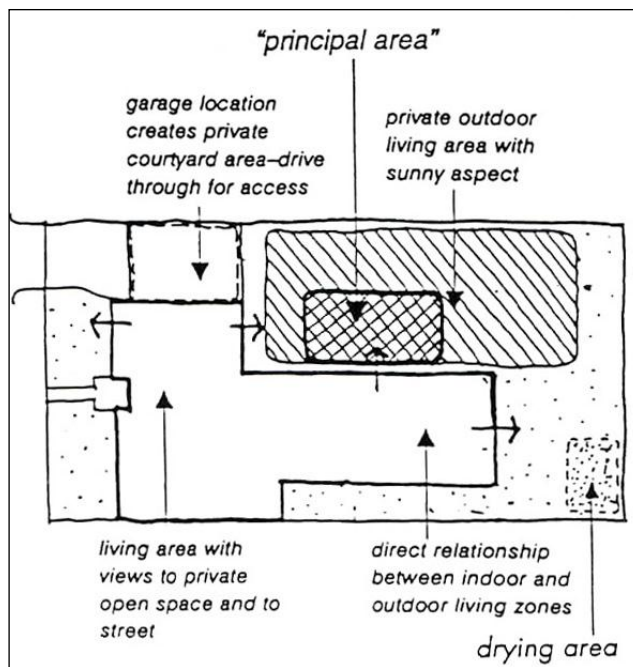 "principal area"
garage location
creates private
courtyard area–drive
through for access
private outdoor
living area with
sunny aspect
living area with
views to private
open space and to
street
direct relationship
between indoor and
outdoor living zones
drying area